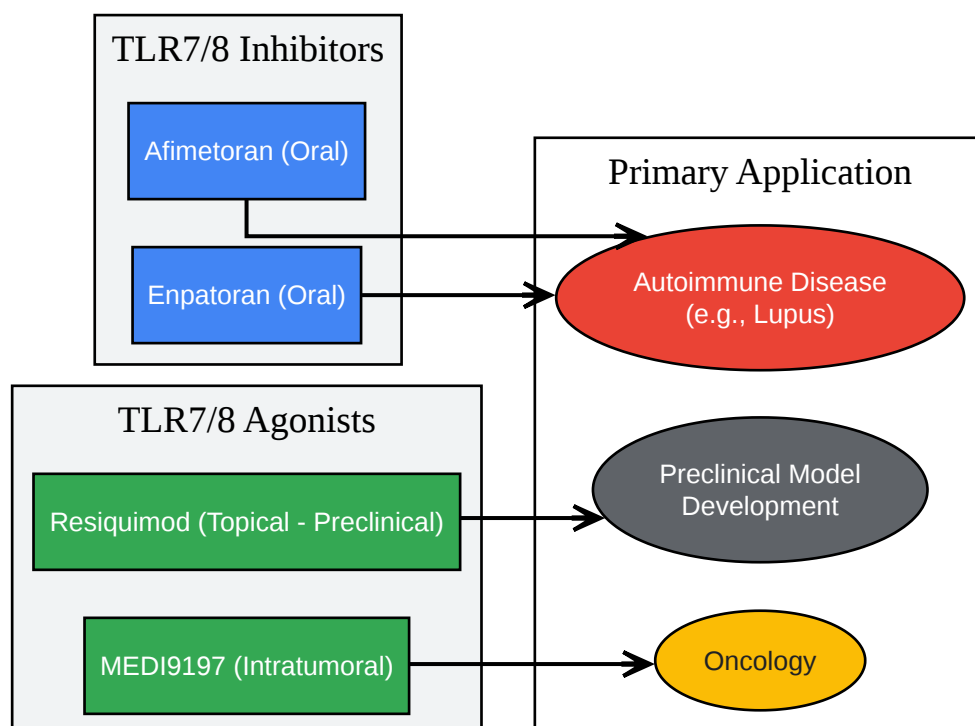 TLR7/8 Inhibitors
Afimetoran (Oral)
Enpatoran (Oral)
TLR7/8 Agonists
Resiquimod (Topical - Preclinical)
MEDI9197 (Intratumoral)
Primary Application
Autoimmune Disease
(e.g., Lupus)
Preclinical Model
Development
Oncology